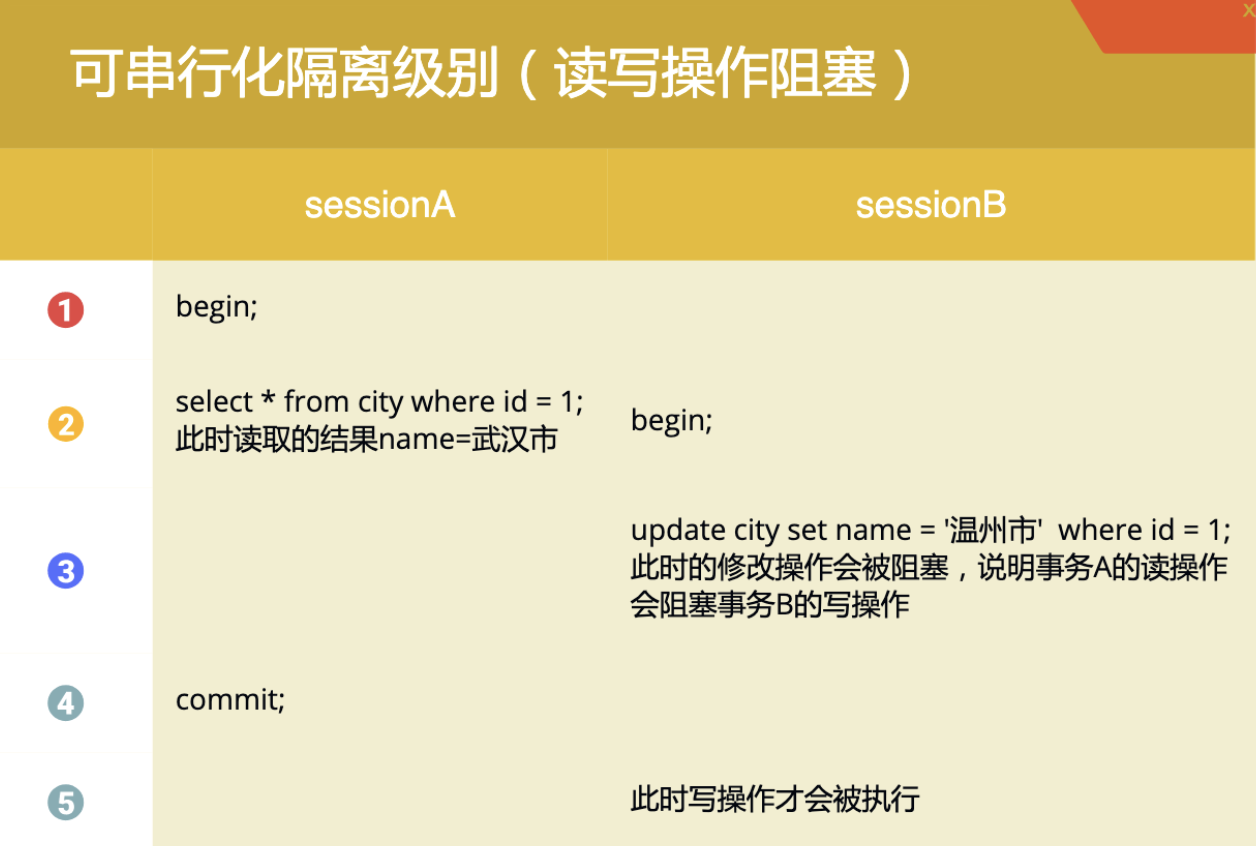 x
可串行化隔离级别（读写操作阻塞）
sessionA
sessionB
1
begin;
2
select * from city where id = 1;
此时读取的结果name=武汉市
begin;
3
update city set name = '温州市'  where id = 1;
此时的修改操作会被阻塞，说明事务A的读操作
会阻塞事务B的写操作
4
commit;
5
此时写操作才会被执行